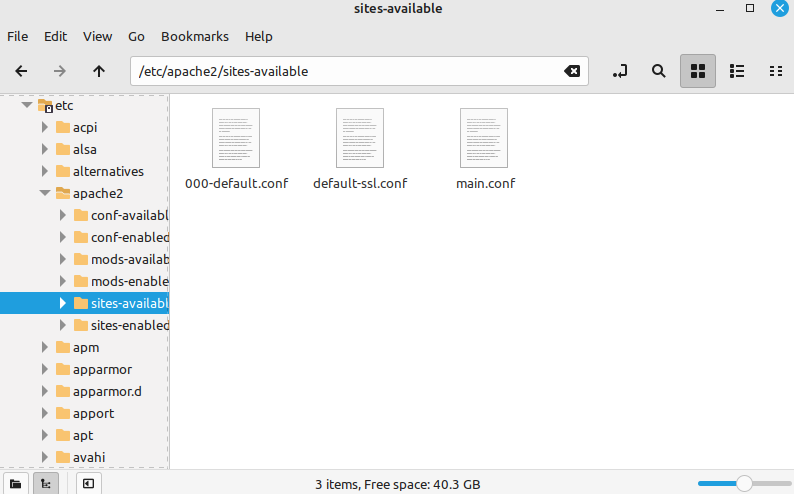 sites-available
File Edit View Go Bookmarks Help
/etc/apache2/sites-available
etc
acpi
alsa
alternatives
apache2
conf-availabl
conf-enabled
mods-availab
mods-enable
sites-availabl
sites-enabled
apm
apparmor
apparmor.d
apport
apt
avahi
000-default.conf default-ssl.conf main.conf
3 items, Free space: 40.3 GB